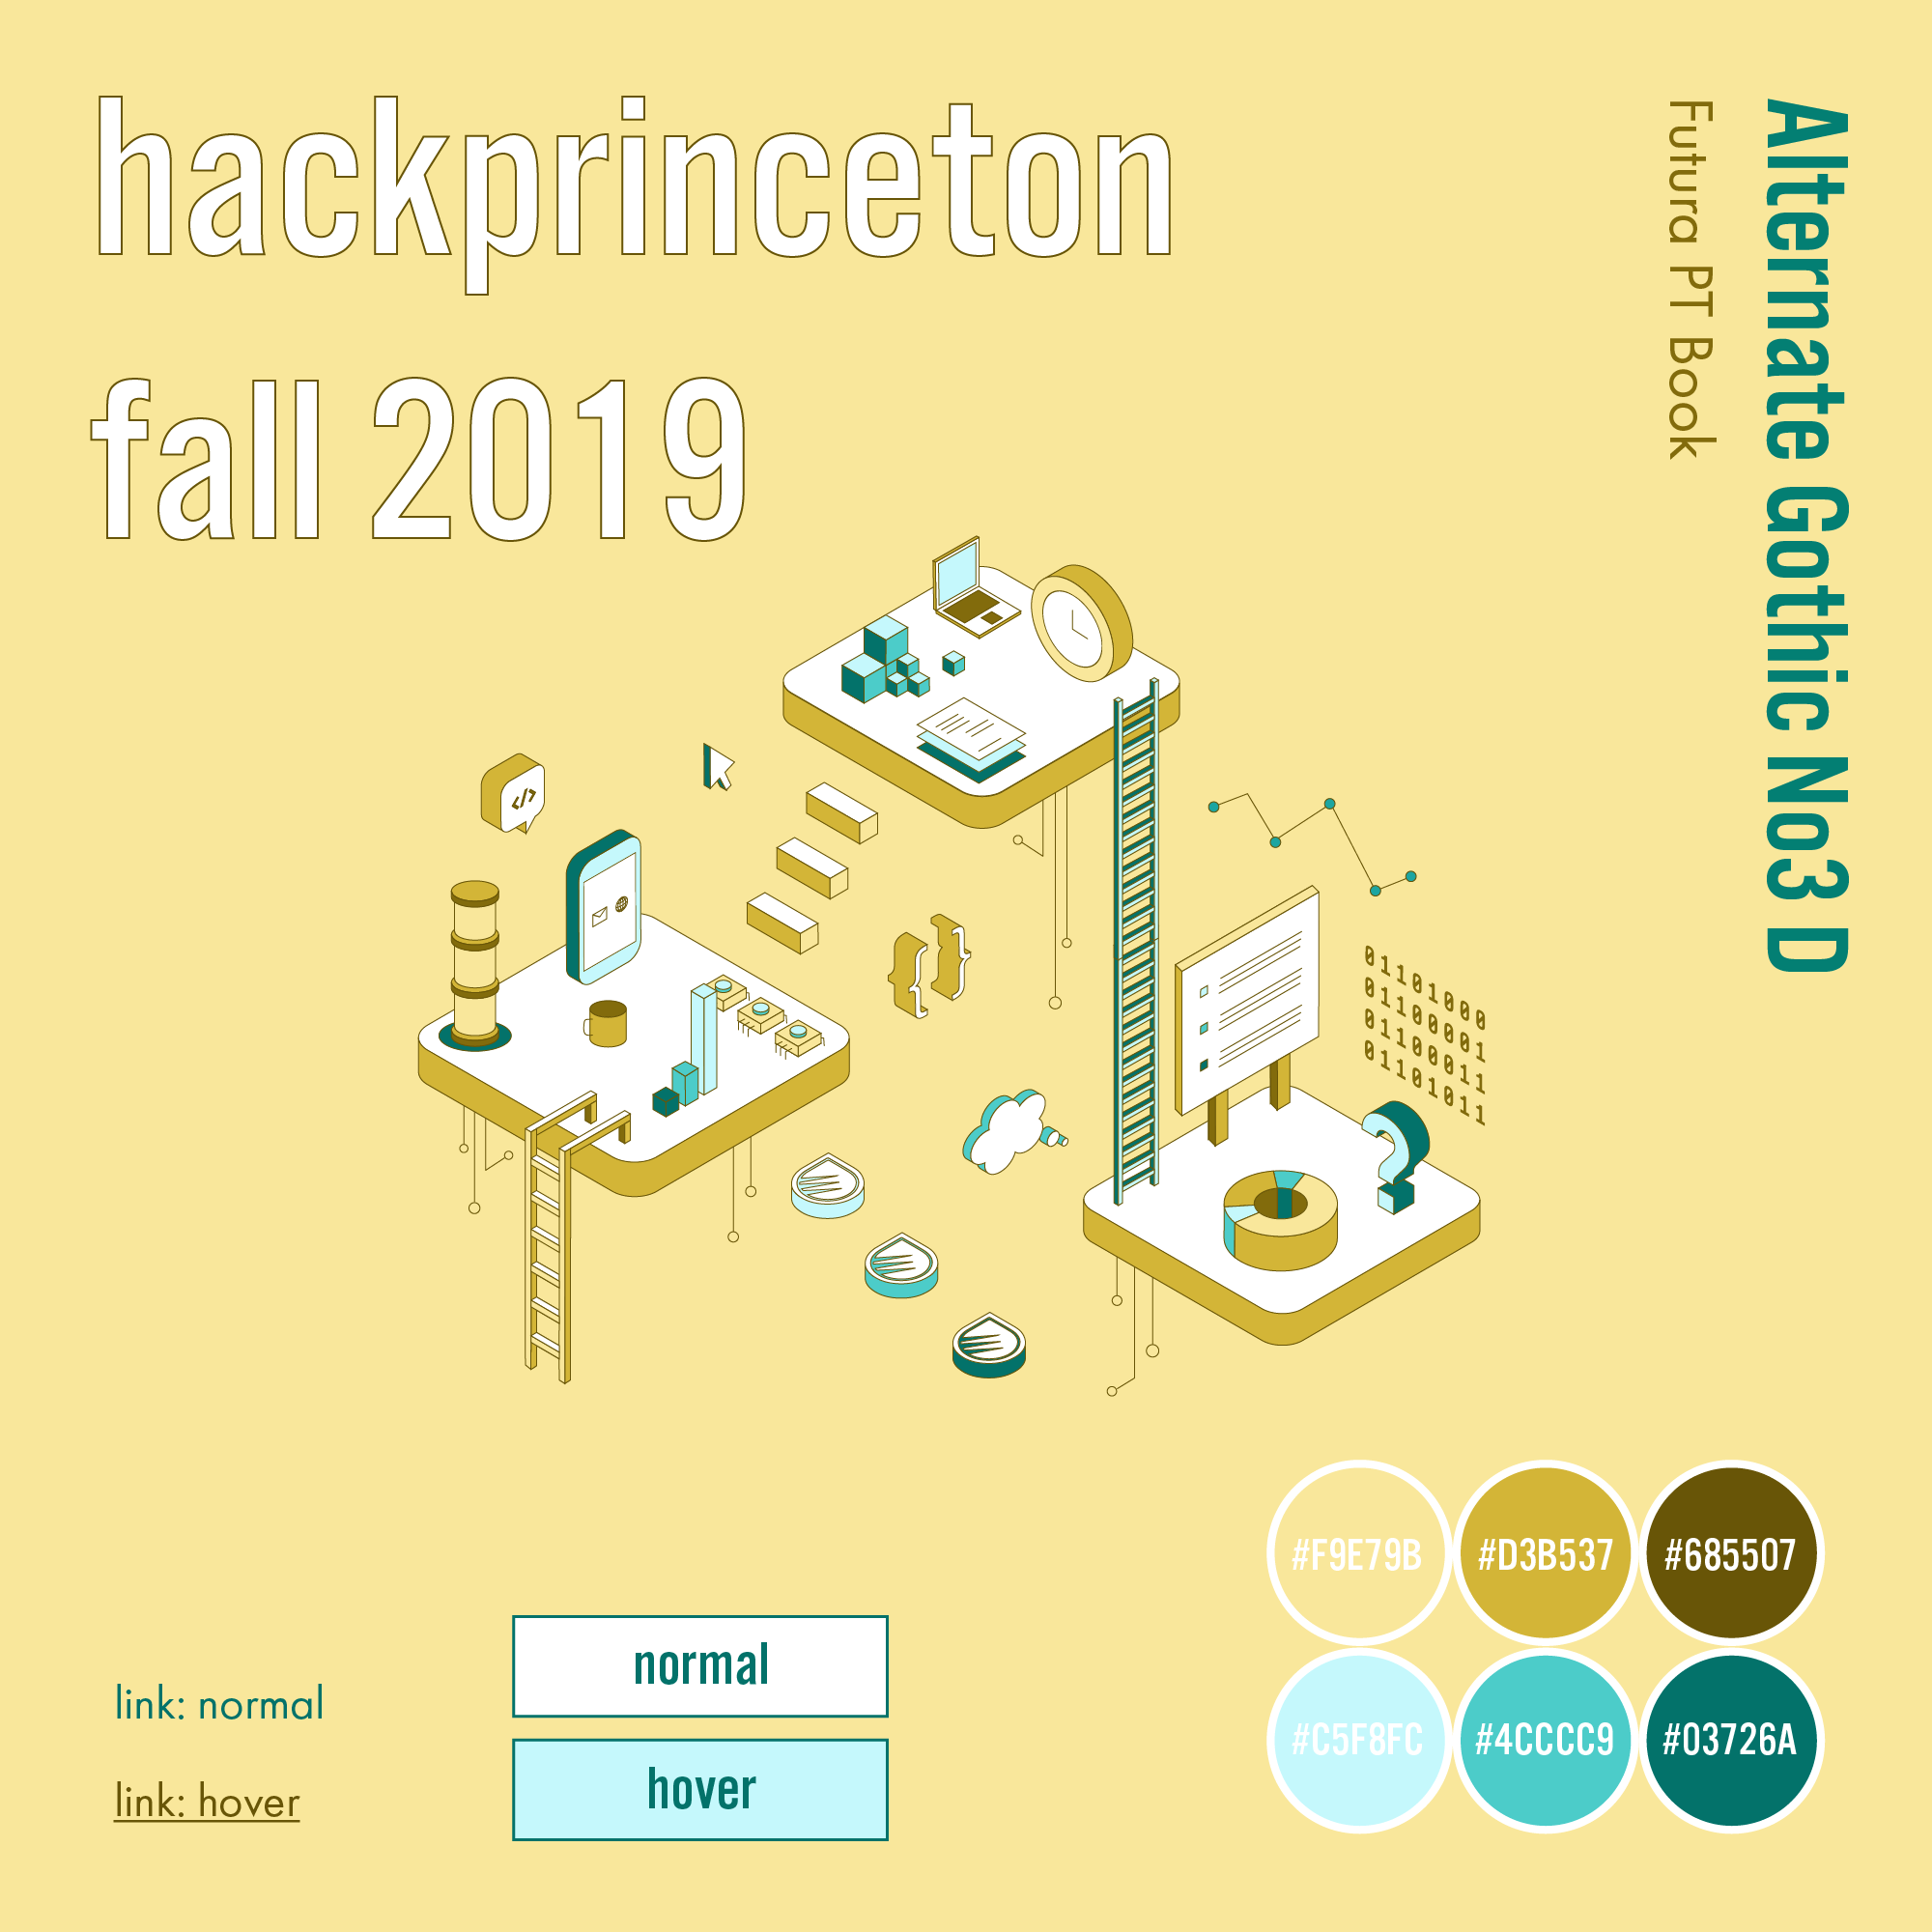 hackprinceton
fall 2019
Alternate Gothic No3 D
Futura PT Book
</>
{ }
01101000
01100001
01100011
01101011
#F9E79B
#D3B537
#685507
#C5F8FC
#4CCCC9
#03726A
normal
hover
link: normal
link: hover